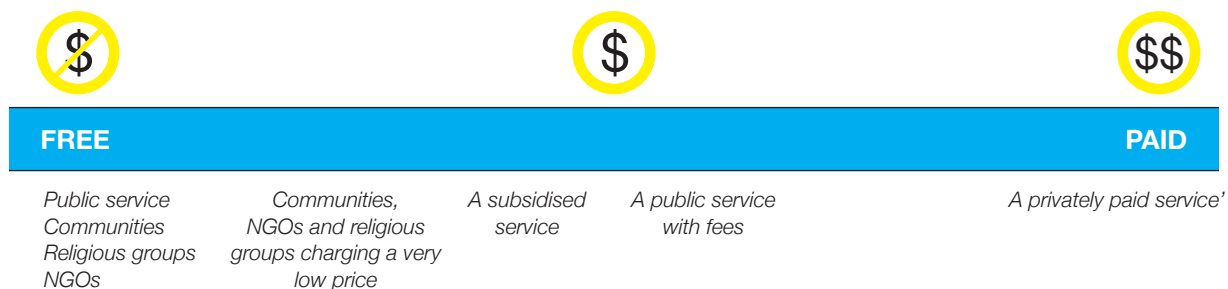 $
$
$$
FREE
PAID
Public service
Communities
Religious groups
NGOs
Communities,
NGOs and religious
groups charging a very
low price
A subsidised
service
A public service
with fees
A privately paid service’